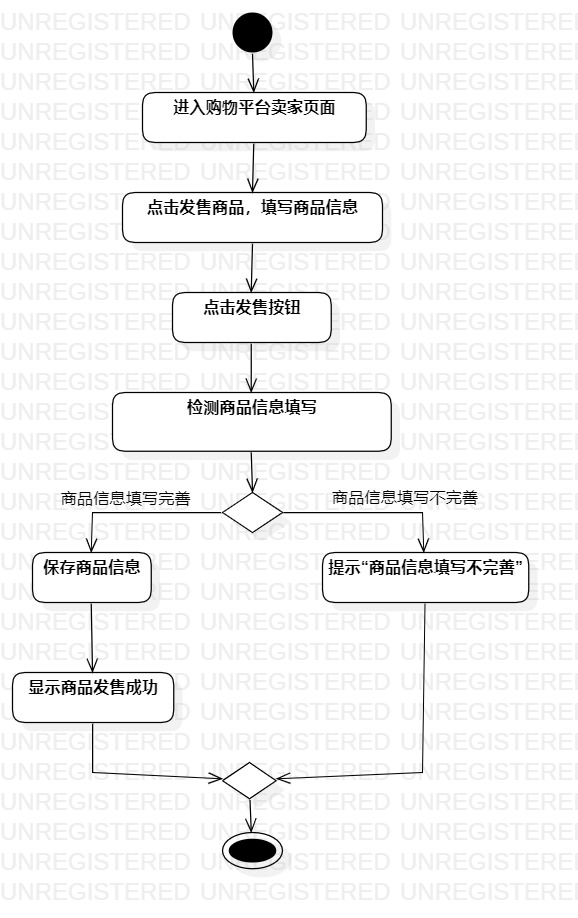 进入购物平台卖家页面
点击发售商品，填写商品信息
点击发售按钮
检测商品信息填写
商品信息填写完善
商品信息填写不完善
保存商品信息
提示“商品信息填写不完善”
显示商品发售成功
UNREGISTERED